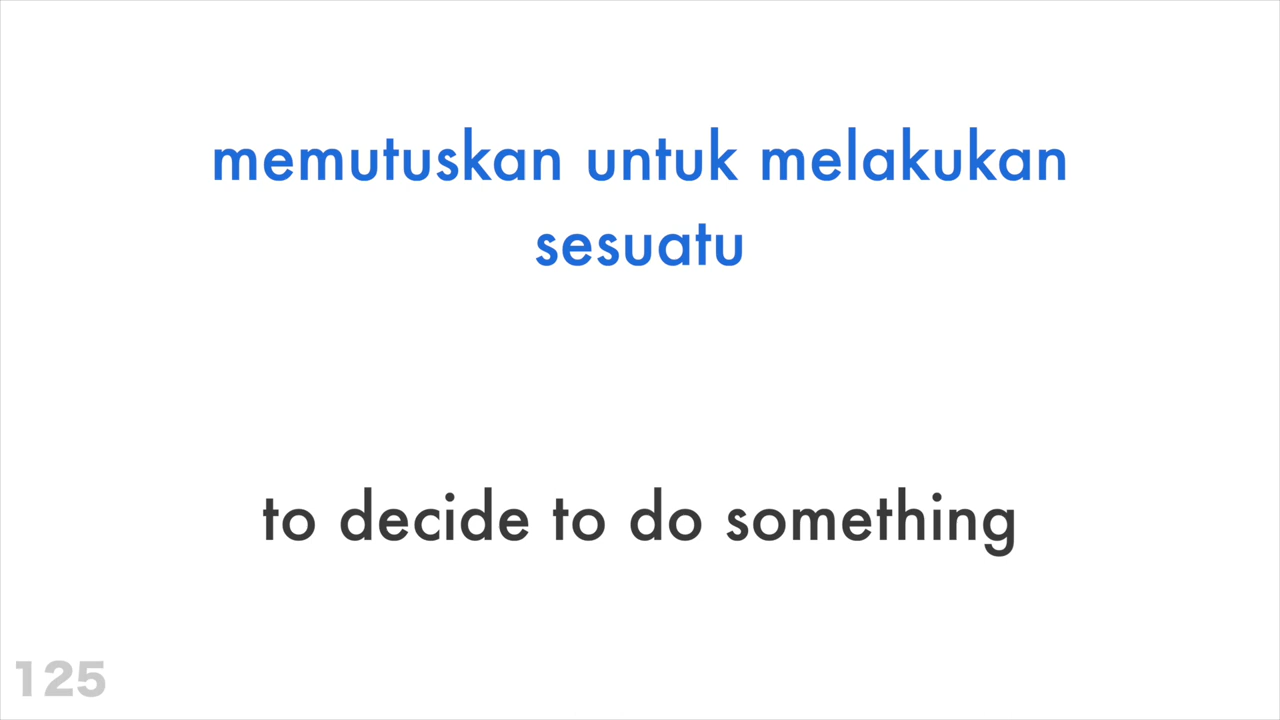 memutuskan untuk melakukan
sesuatu
to decide to do something
125